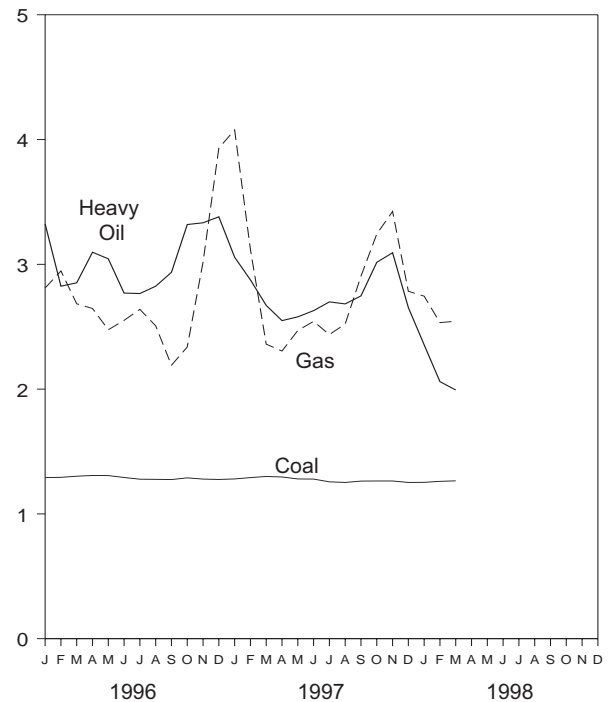 5
4
Heavy
Oil
3
Gas
2
Coal
1
0
J F M A M J J A S O N D J F M A M J J A S O N D J F M A M J J A S O N D
1996 1997 1998